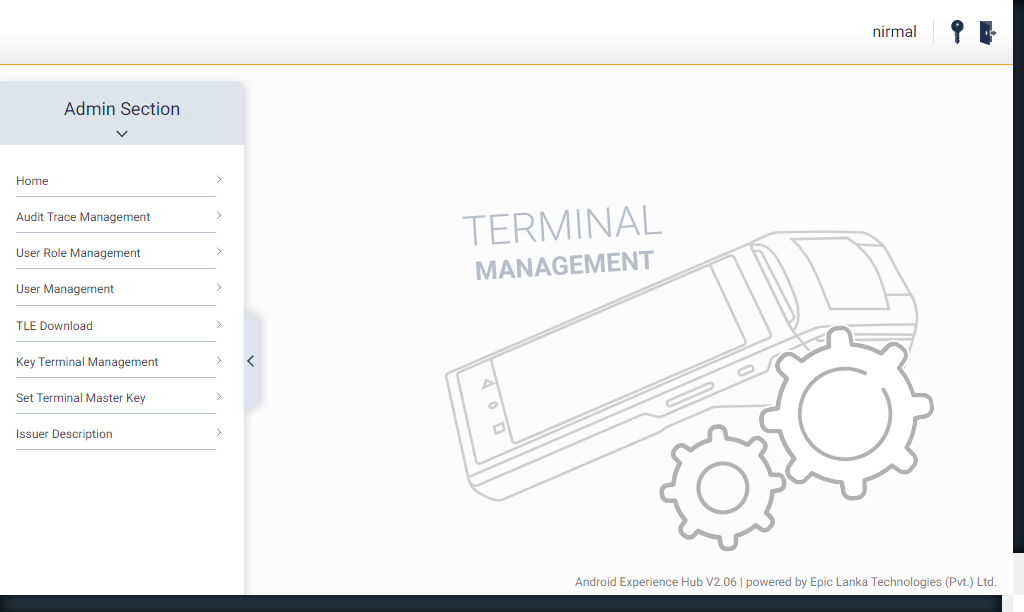 nirmal
Admin Section
Home
Audit Trace Management
User Role Management
User Management
TLE Download
Key Terminal Management
Set Terminal Master Key
Issuer Description
TERMINAL
MANAGEMENT
Android Experience Hub V2.06 | powered by Epic Lanka Technologies (Pvt.) Ltd.